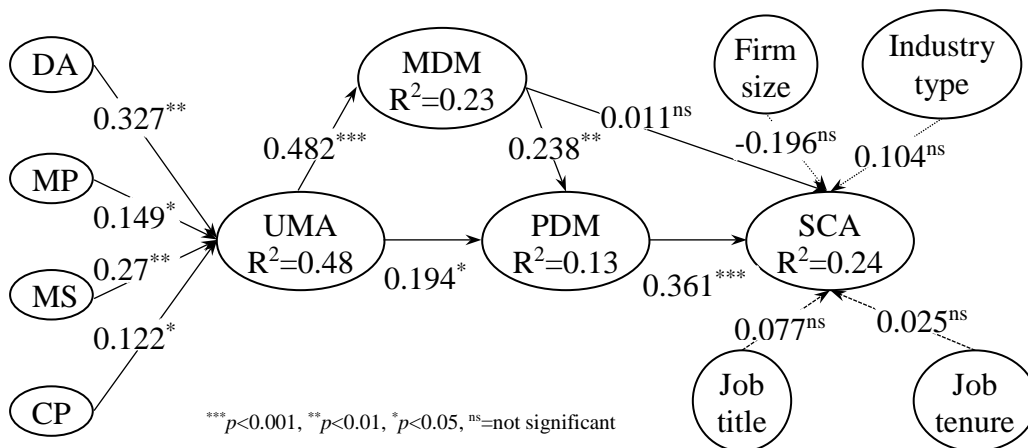 DA
0.327**
MP
0.149*
MS
0.27**
CP
0.122*
UMA
R²=0.48
0.482***
MDM
R²=0.23
0.238**
0.011ns
0.194*
PDM
R²=0.13
0.361***
Firm
size
-0.196ns
Industry
type
0.104ns
SCA
R²=0.24
0.077ns
0.025ns
Job
title
Job
tenure
***p<0.001, **p<0.01, *p<0.05, ns=not significant